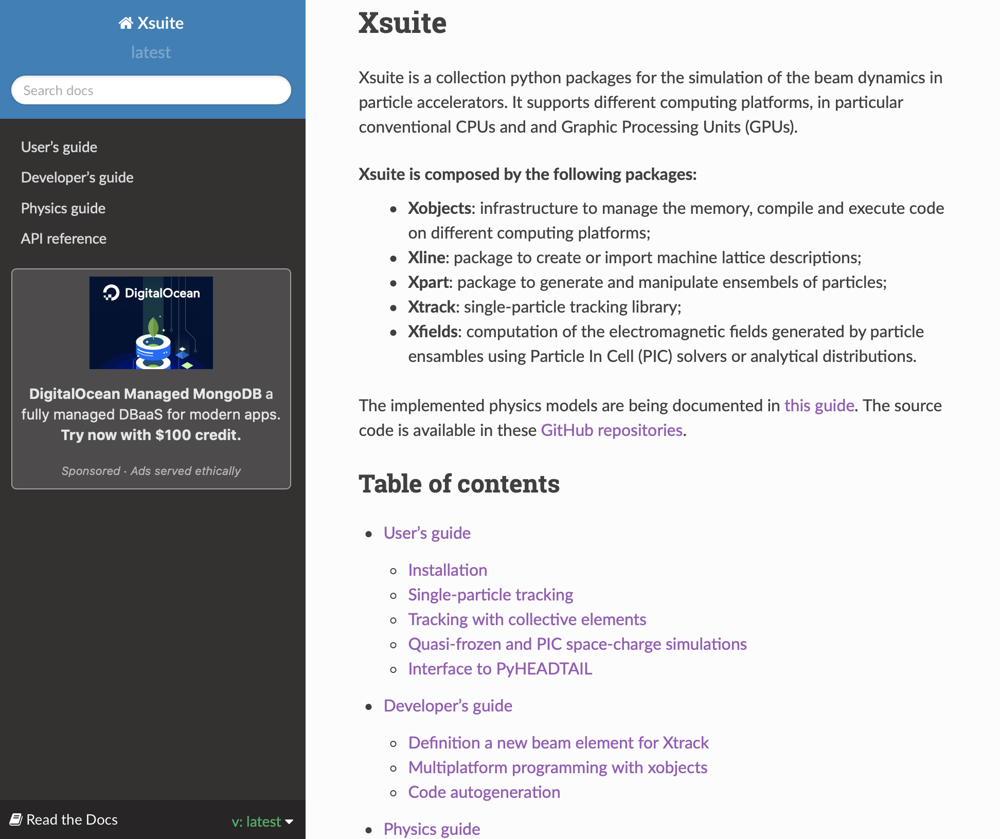 Xsuite
latest
Search docs
User’s guide
Developer’s guide
Physics guide
API reference
DigitalOcean
DigitalOcean Managed MongoDB a
fully managed DBaaS for modern apps.
Try now with $100 credit.
Sponsored · Ads served ethically
Read the Docs
v: latest
Xsuite
Xsuite is a collection python packages for the simulation of the beam dynamics in
particle accelerators. It supports different computing platforms, in particular
conventional CPUs and and Graphic Processing Units (GPUs).
Xsuite is composed by the following packages:
• Xobjects: infrastructure to manage the memory, compile and execute code
on different computing platforms;
• Xline: package to create or import machine lattice descriptions;
• Xpart: package to generate and manipulate ensembels of particles;
• Xtrack: single-particle tracking library;
• Xfields: computation of the electromagnetic fields generated by particle
ensambles using Particle In Cell (PIC) solvers or analytical distributions.
The implemented physics models are being documented in this guide. The source
code is available in these GitHub repositories.
Table of contents
• User’s guide
◦ Installation
◦ Single-particle tracking
◦ Tracking with collective elements
◦ Quasi-frozen and PIC space-charge simulations
◦ Interface to PyHEADTAIL
• Developer’s guide
◦ Definition a new beam element for Xtrack
◦ Multiplatform programming with xobjects
◦ Code autogeneration
• Physics guide